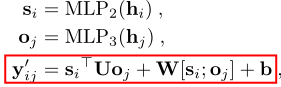 s_i = MLP_2(h_i) ,
o_j = MLP_3(h_j) ,
y′_ij = s_i^⊤ U o_j + W[s_i; o_j] + b ,